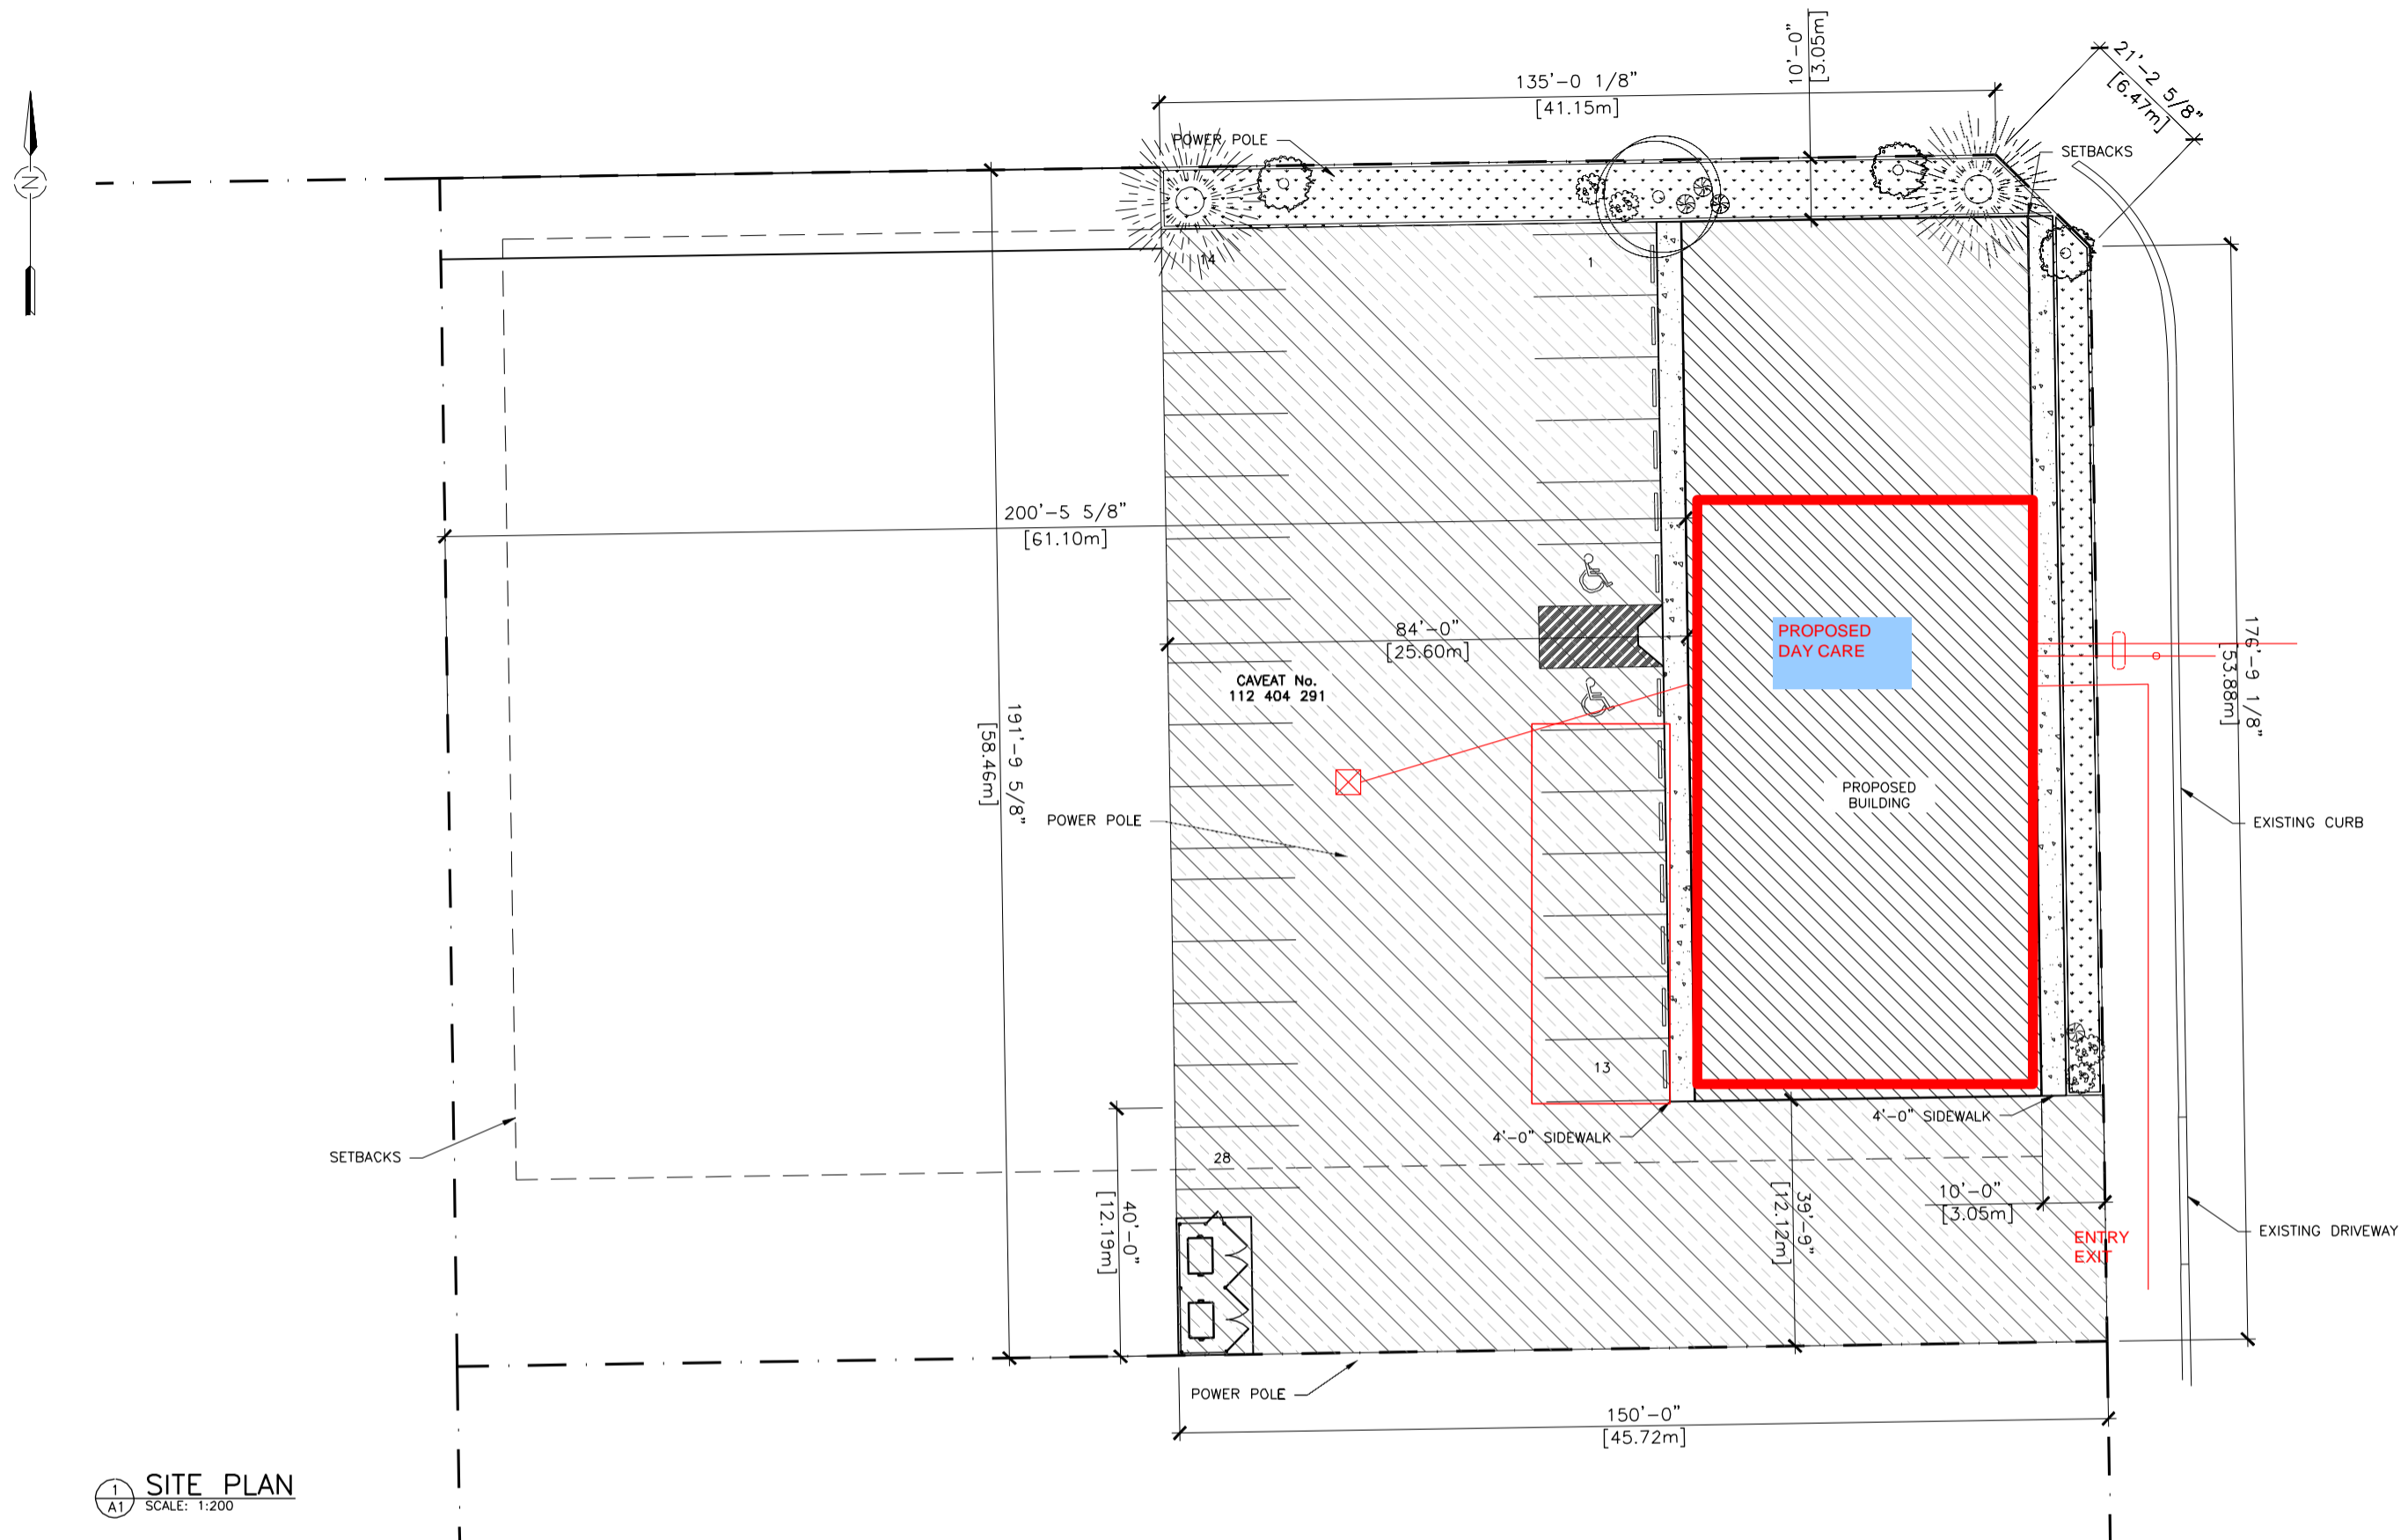 10'-0"
[3.05m]
21'-2 5/8"
[6.47m]
135'-0 1/8"
[41.15m]
POWER POLE
SETBACKS
N
14
1
200'-5 5/8"
[61.10m]
84'-0"
[25.60m]
PROPOSED
DAY CARE
176'-9 1/8"
[53.88m]
CAVEAT No.
112 404 291
191'-9 5/8"
[58.46m]
POWER POLE
PROPOSED
BUILDING
EXISTING CURB
13
4'-0" SIDEWALK
4'-0" SIDEWALK
SETBACKS
28
40'-0"
[12.19m]
39'-9"
[12.12m]
10'-0"
[3.05m]
ENTRY
EXIT
EXISTING DRIVEWAY
POWER POLE
150'-0"
[45.72m]
1
A1
SITE PLAN
SCALE: 1:200